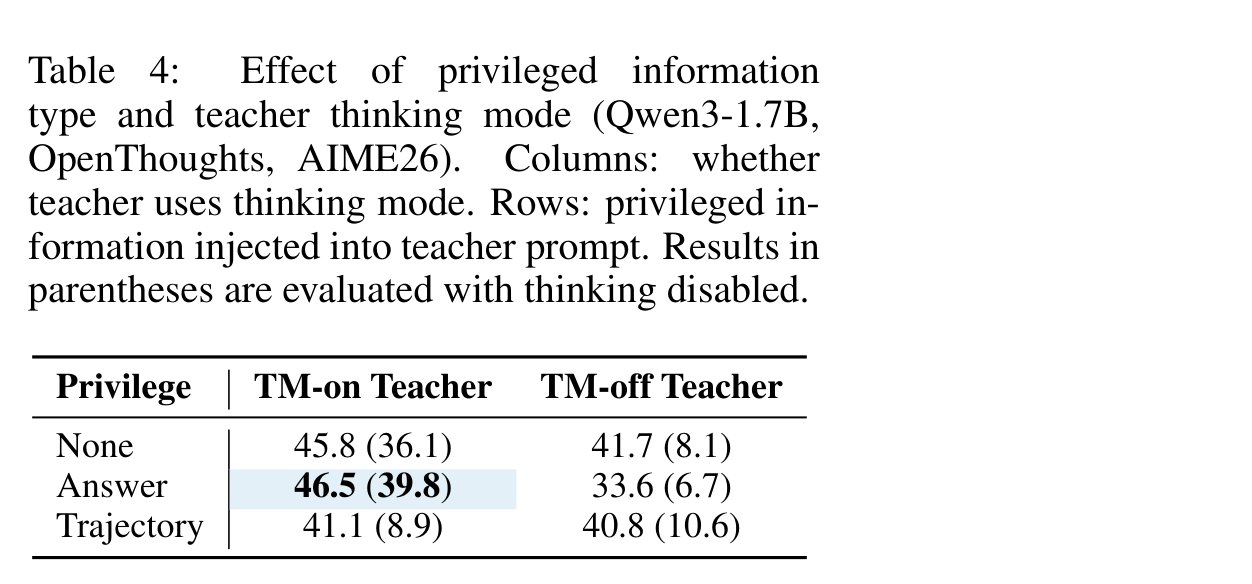 Table 4: Effect of privileged information
type and teacher thinking mode (Qwen3-1.7B,
OpenThoughts, AIME26). Columns: whether
teacher uses thinking mode. Rows: privileged in-
formation injected into teacher prompt. Results in
parentheses are evaluated with thinking disabled.
Privilege TM-on Teacher TM-off Teacher
None 45.8 (36.1) 41.7 (8.1)
Answer 46.5 (39.8) 33.6 (6.7)
Trajectory 41.1 (8.9) 40.8 (10.6)